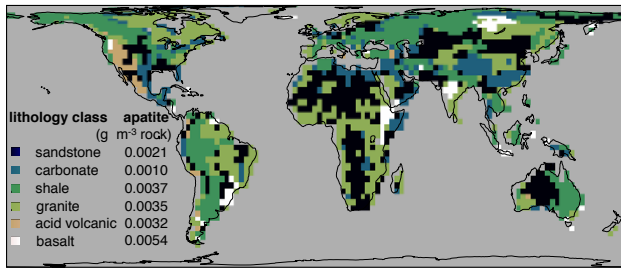 lithology class apatite
(g m-3 rock)
sandstone 0.0021
carbonate 0.0010
shale 0.0037
granite 0.0035
acid volcanic 0.0032
basalt 0.0054